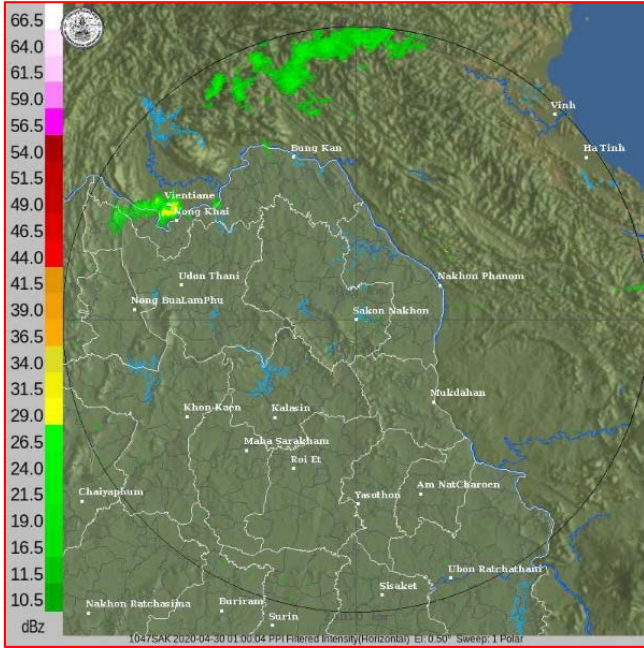 66.5
64.0
61.5
59.0
56.5
54.0
51.5
49.0
46.5
44.0
41.5
39.0
36.5
34.0
31.5
29.0
26.5
24.0
21.5
19.0
16.5
11.5
10.5
dBz
Vinh
Ha Tinh
Bung Kan
Vientiane
Nong Khai
Udon Thani
Nakhon Phanom
Nong BuaLamPhu
Sakon Nakhon
Mukdahan
Khon-Kaen
Kalasin
Maha Sarakham
Roi Et
Chaiyaphum
Am NatCharoen
Yasothon
Ubon Ratchathani
Sisaket
Nakhon Ratchasima
Buriram
Surin
1047SAK 2020-04-30 01:00:04 PPI Filtered Intensity(Horizontal) El: 0.50° Sweep: 1 Polar